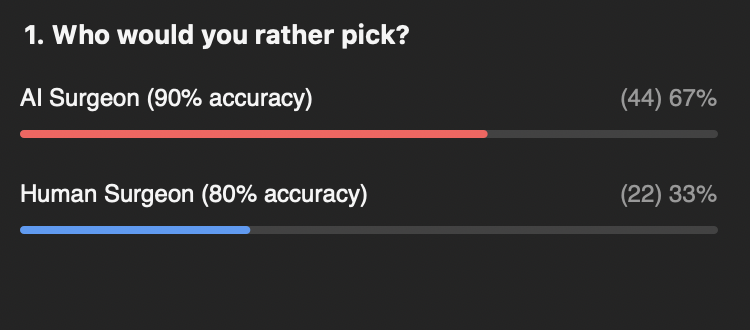 1. Who would you rather pick?
AI Surgeon (90% accuracy) (44) 67%
Human Surgeon (80% accuracy) (22) 33%